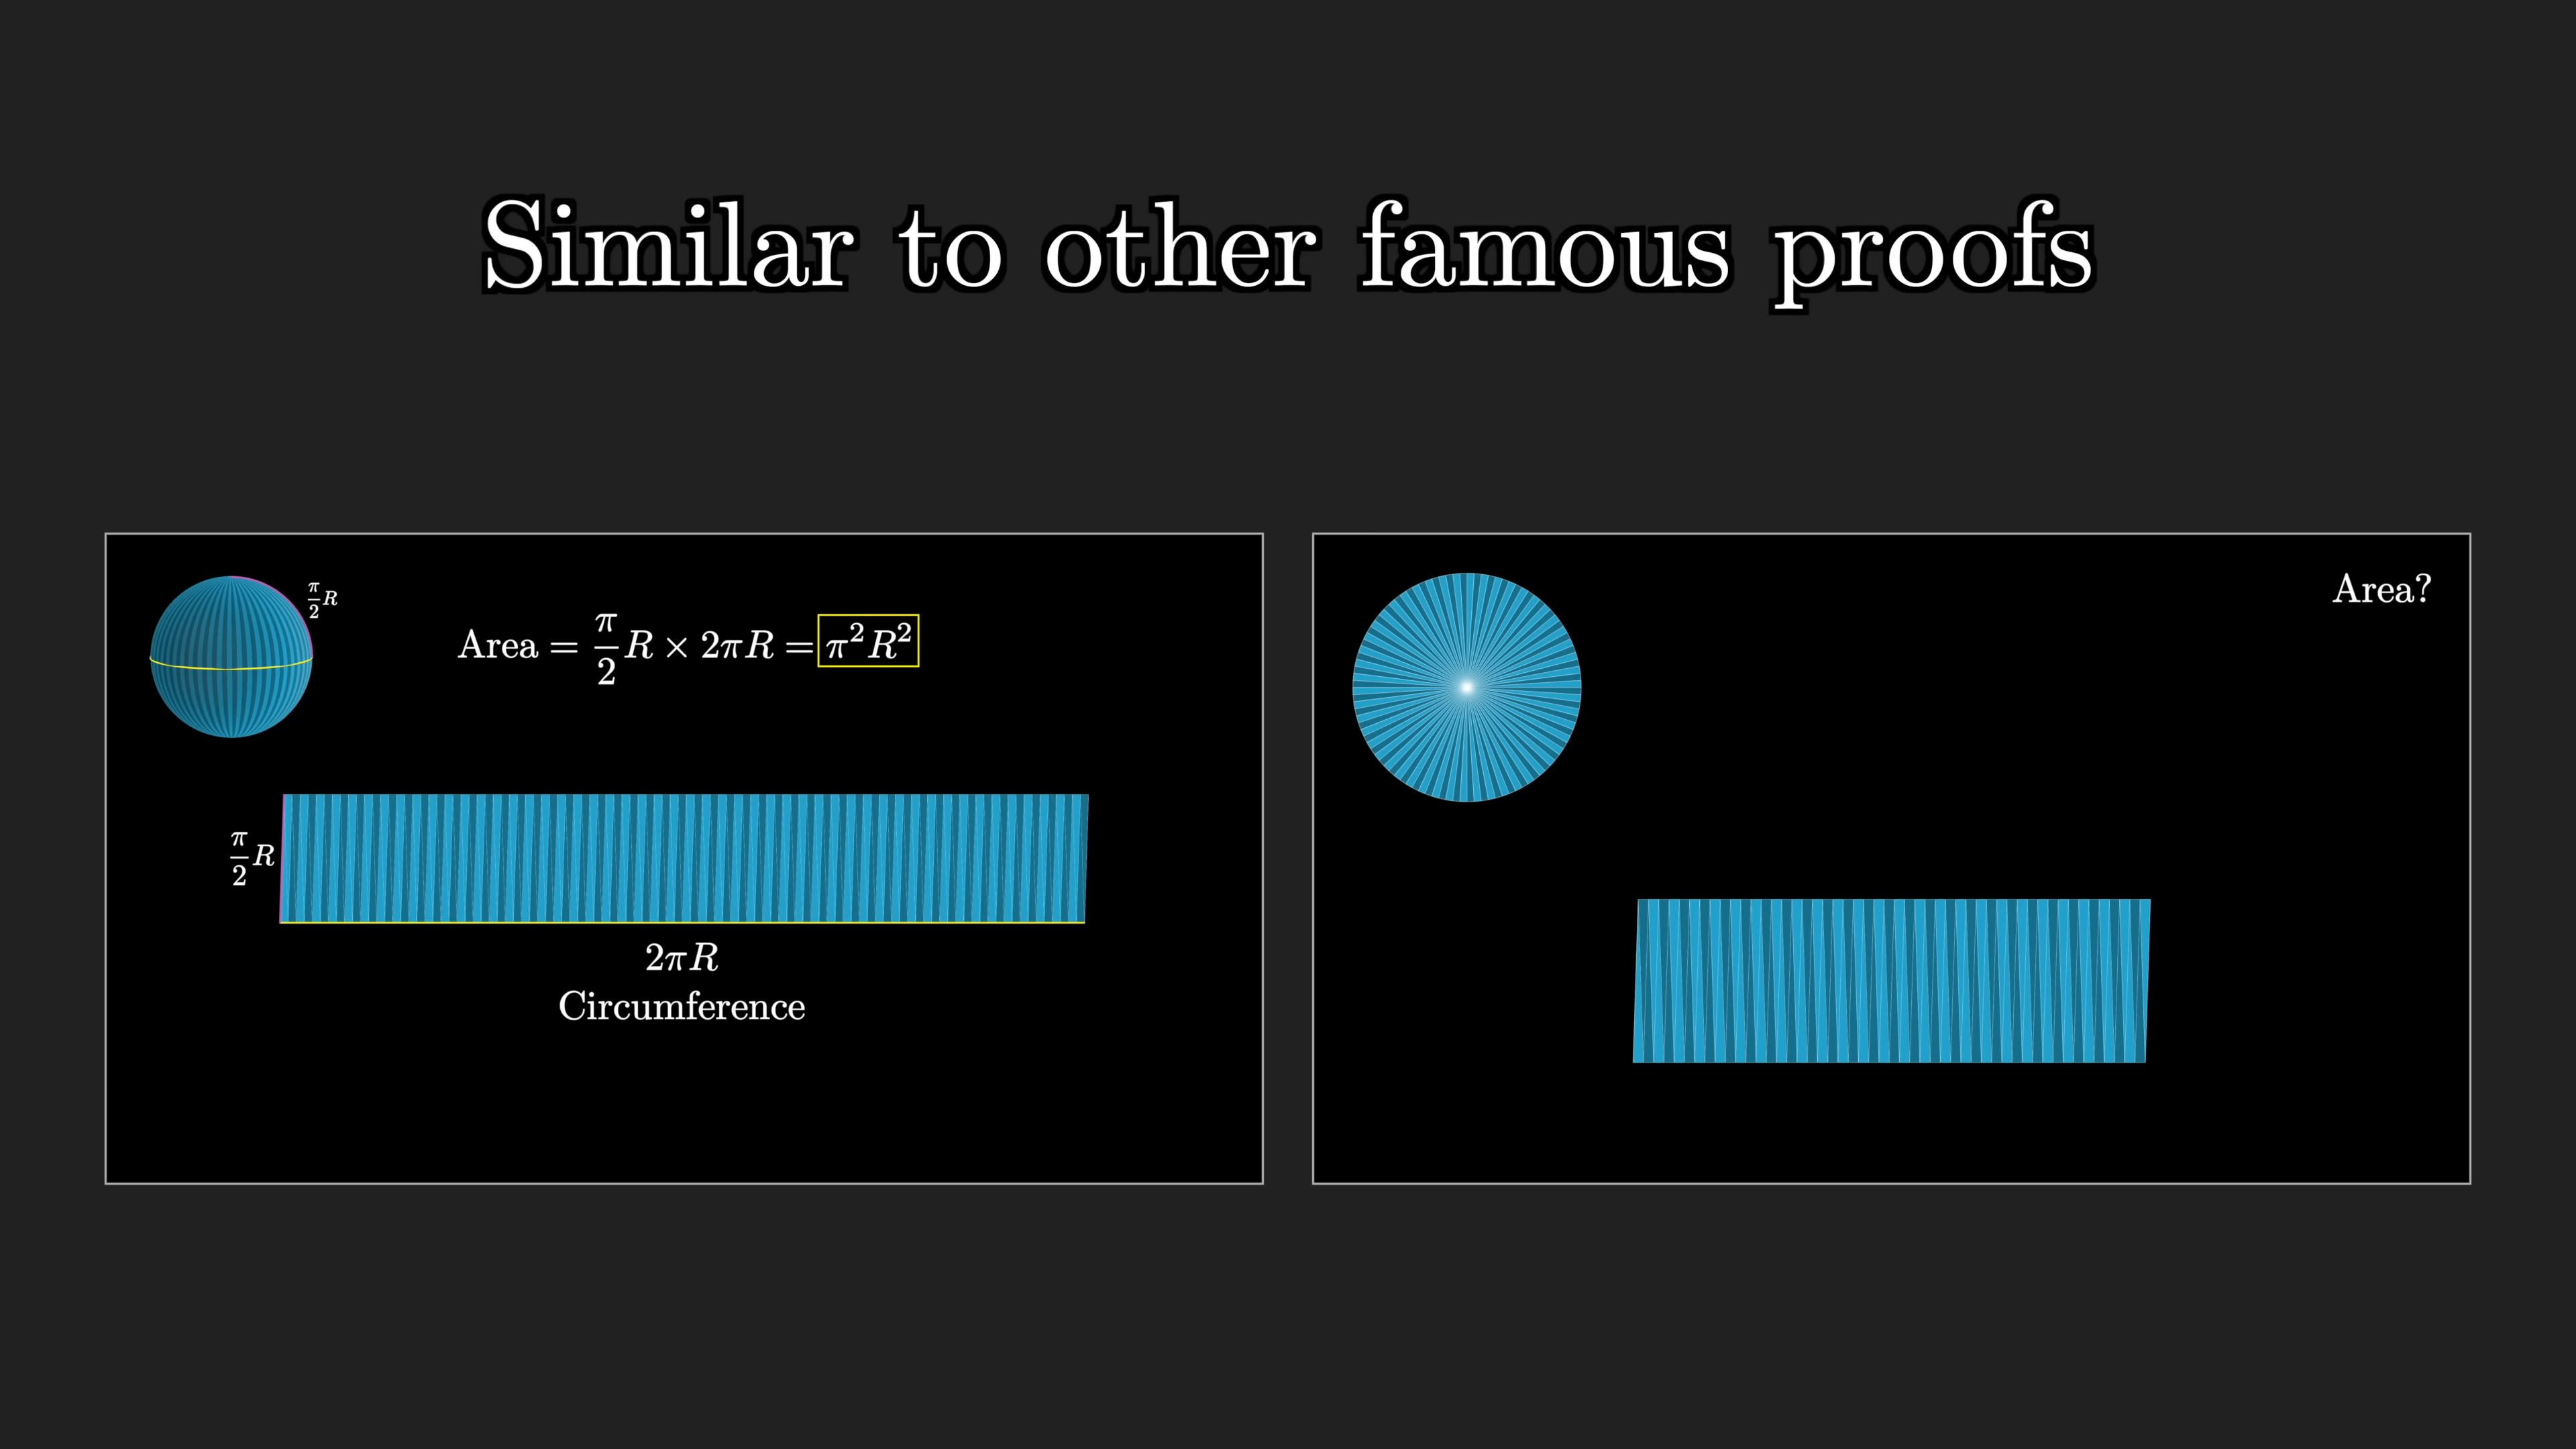 Similar to other famous proofs
π/2 R
Area = π/2 R × 2πR = π²R²
π/2 R
2πR
Circumference
Area?